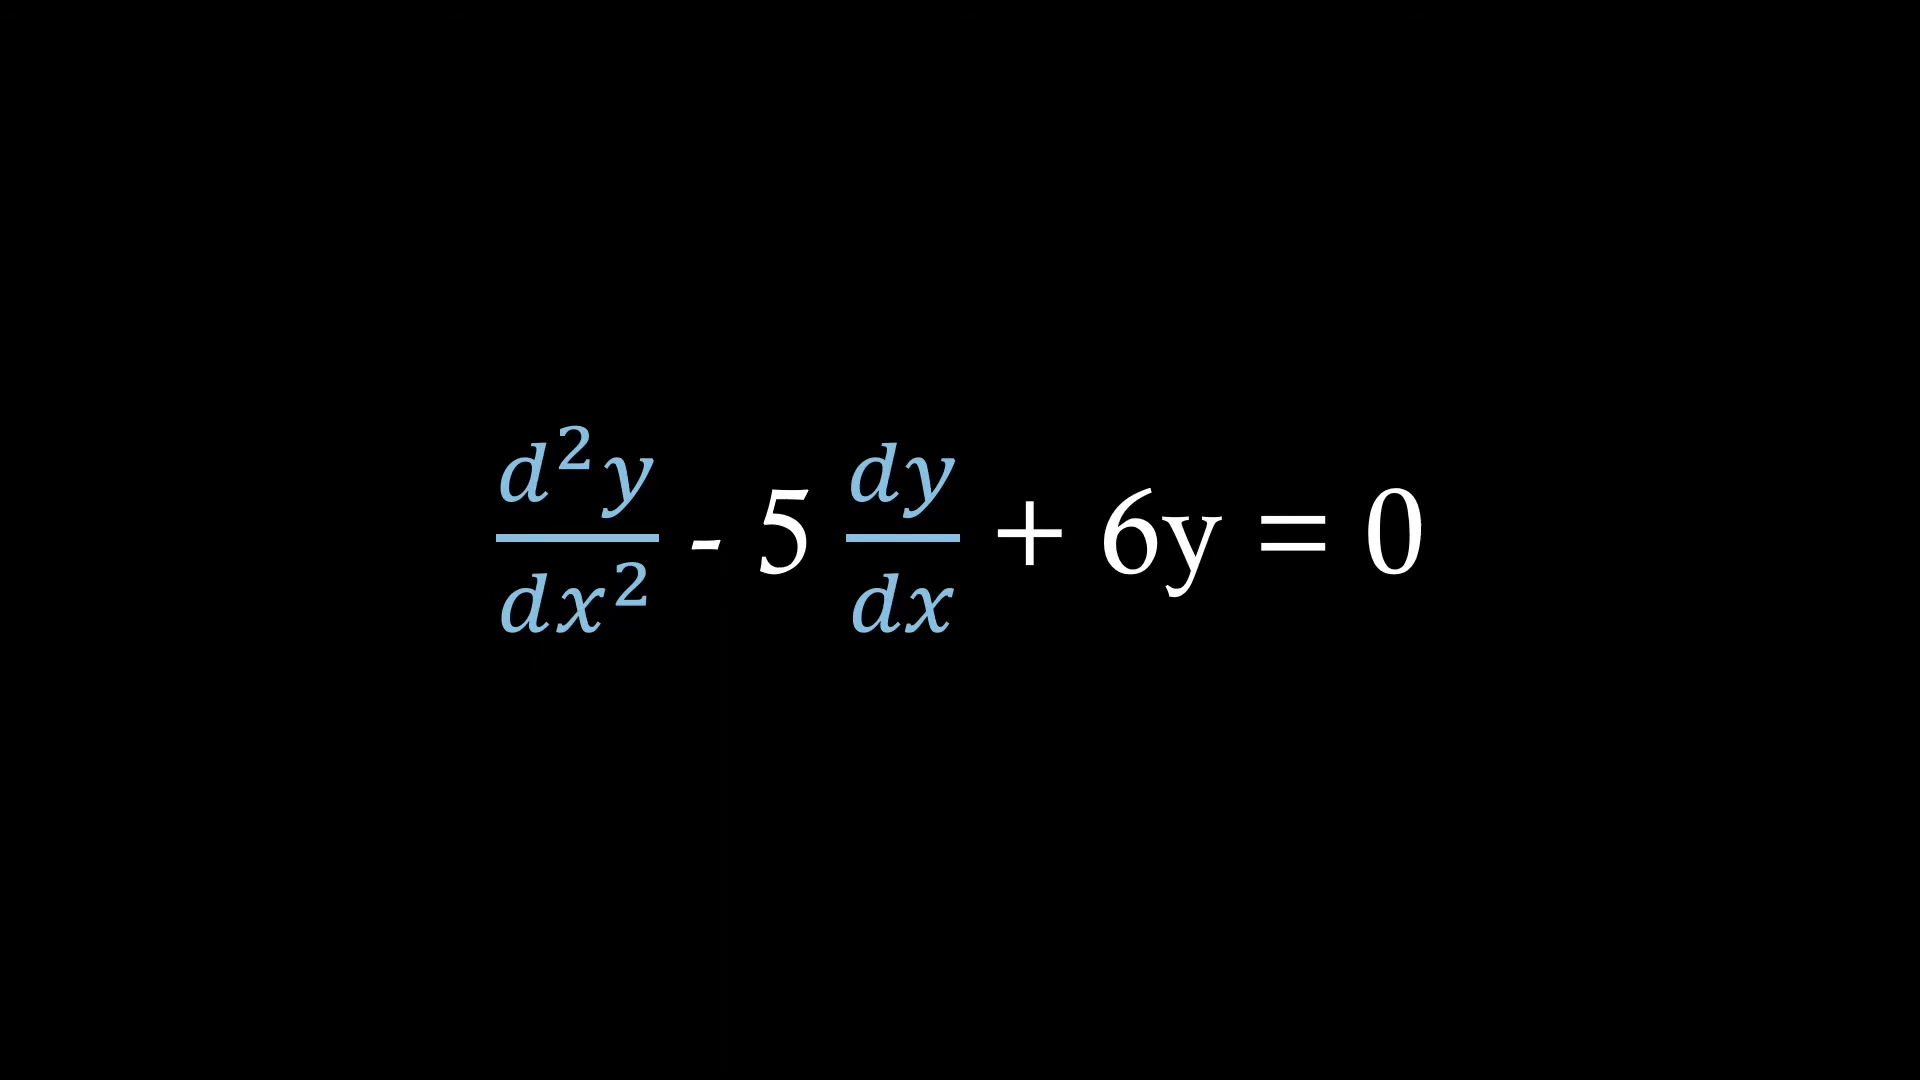 d²y/dx² - 5 dy/dx + 6y = 0